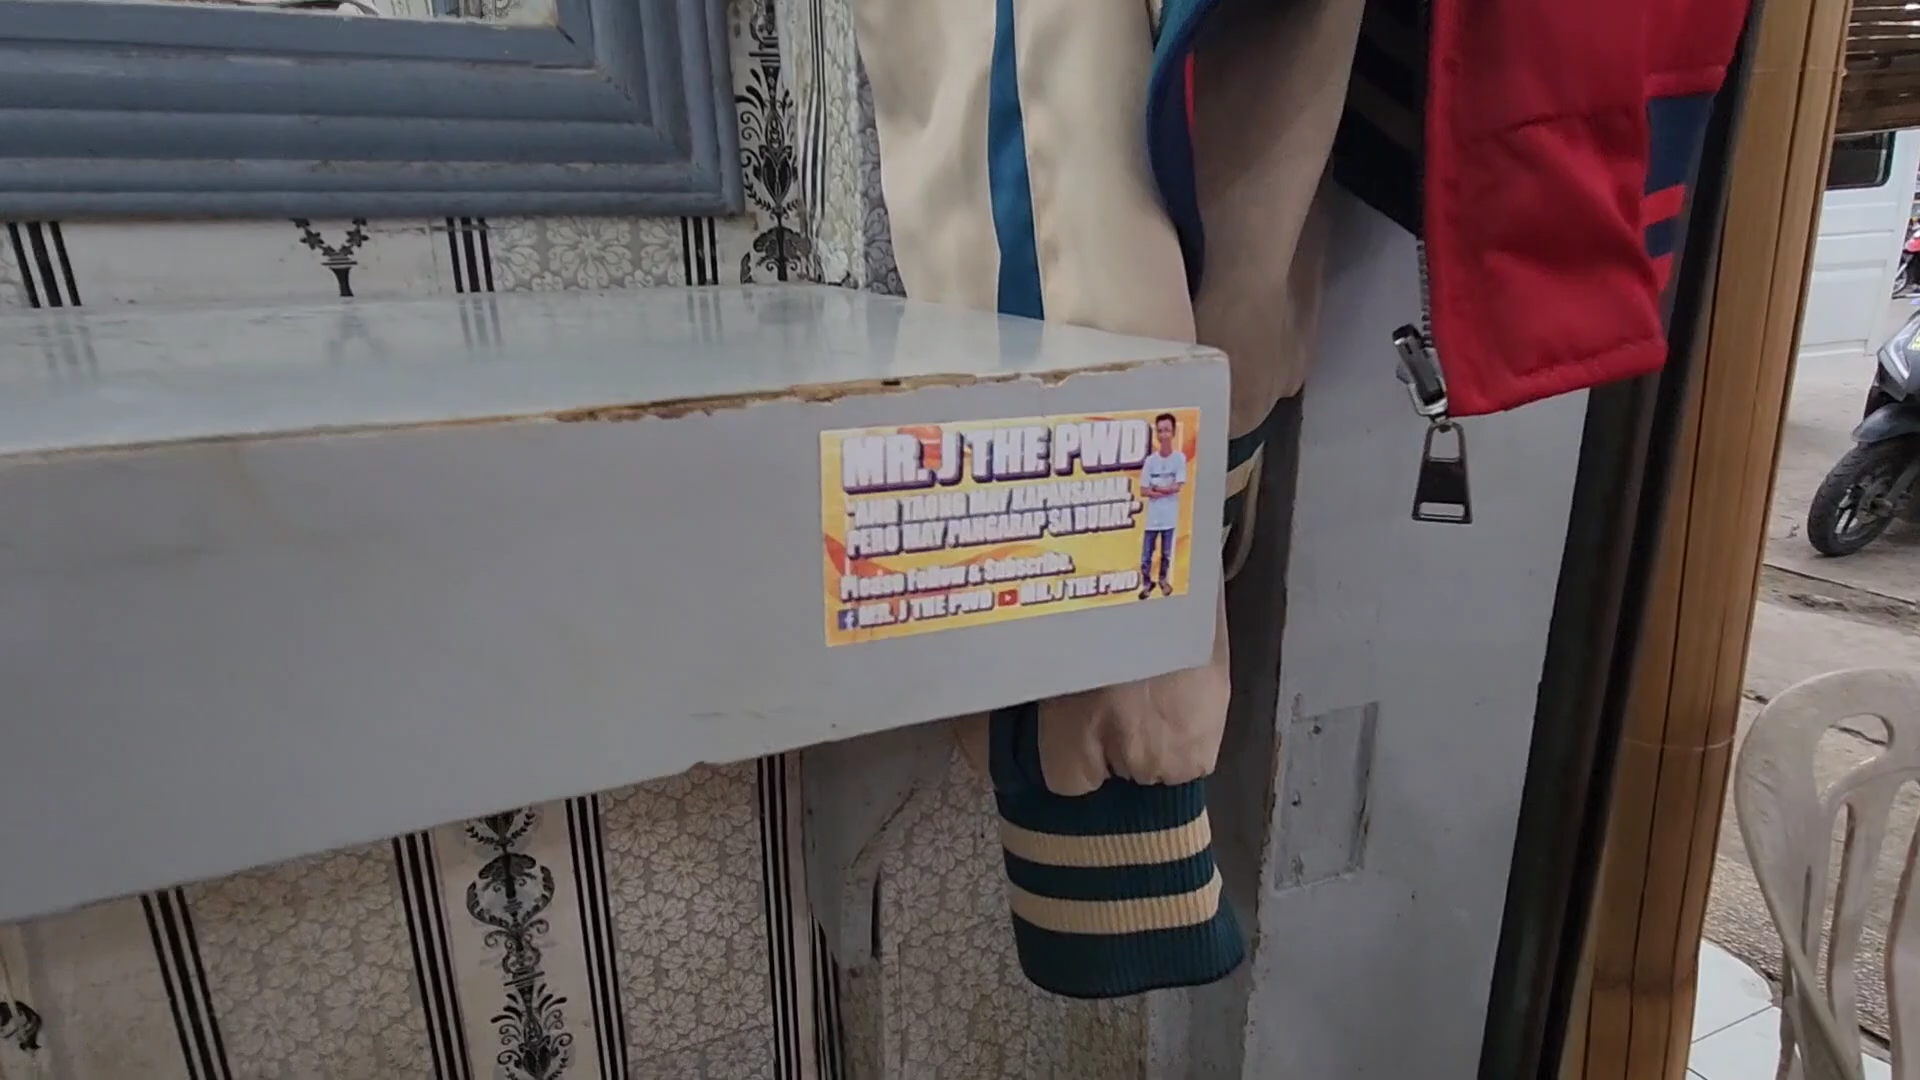 MR. J THE PWD
"ANG TAONG MAY KAPANSANAN,
PERO MAY PANGARAP SA BUHAY."
Please Follow & Subscribe.
MR. J THE PWD MR. J THE PWD